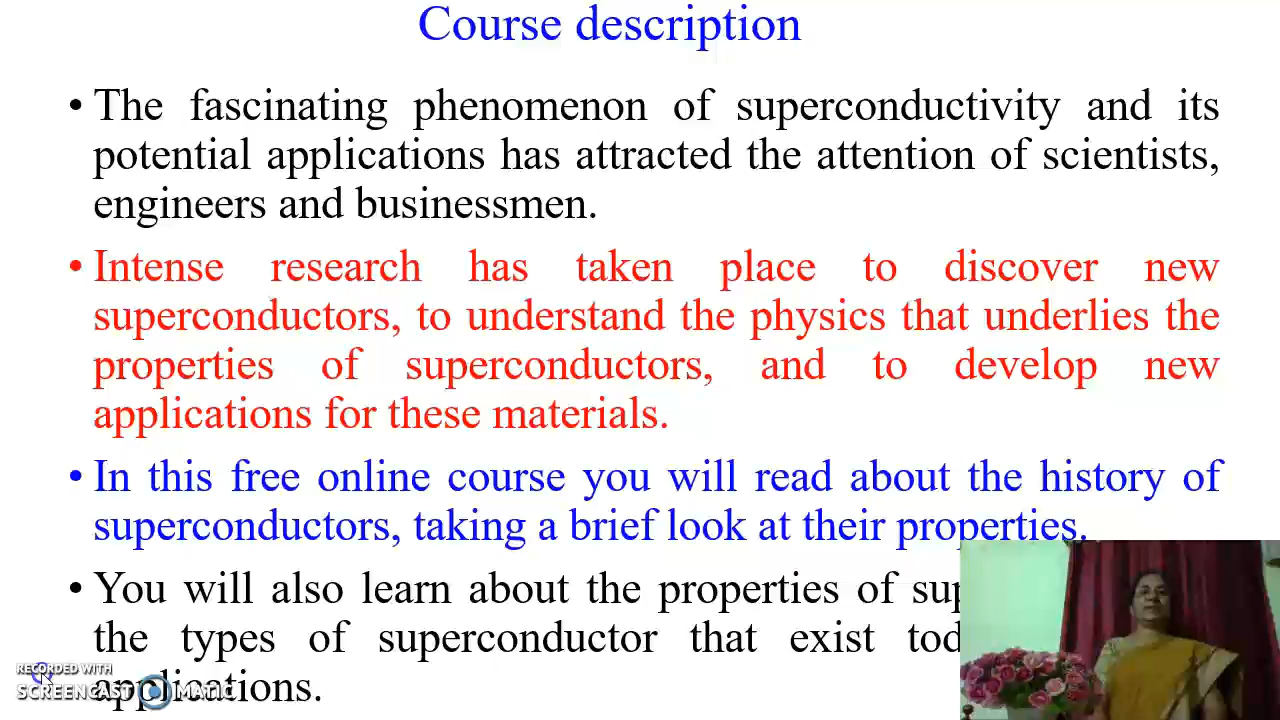 Course description
• The fascinating phenomenon of superconductivity and its
potential applications has attracted the attention of scientists,
engineers and businessmen.
• Intense research has taken place to discover new
superconductors, to understand the physics that underlies the
properties of superconductors, and to develop new
applications for these materials.
• In this free online course you will read about the history of
superconductors, taking a brief look at their properties.
• You will also learn about the properties of
the types of superconductor that exist
applications.
RECORDED WITH
SCREENCAST MATIC